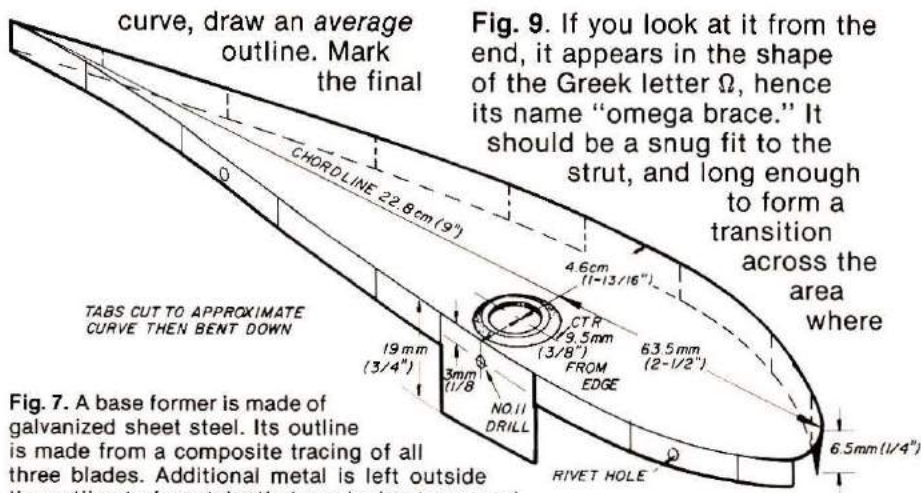 curve, draw an average
outline. Mark
the final
Fig. 9. If you look at it from the
end, it appears in the shape
of the Greek letter Ω, hence
its name “omega brace.” It
should be a snug fit to the
strut, and long enough
to form a
transition
across the
area
where
CHORD LINE 22.8cm (9")
4.6cm
(1-13/16")
CTR
9.5mm
(3/8")
FROM
EDGE
63.5mm
(2-1/2")
TABS CUT TO APPROXIMATE
CURVE THEN BENT DOWN
19mm
(3/4")
3mm
(1/8
NO.11
DRILL
RIVET HOLE
6.5mm (1/4")
Fig. 7. A base former is made of
galvanized sheet steel. Its outline
is made from a composite tracing of all
three blades. Additional metal is left outside